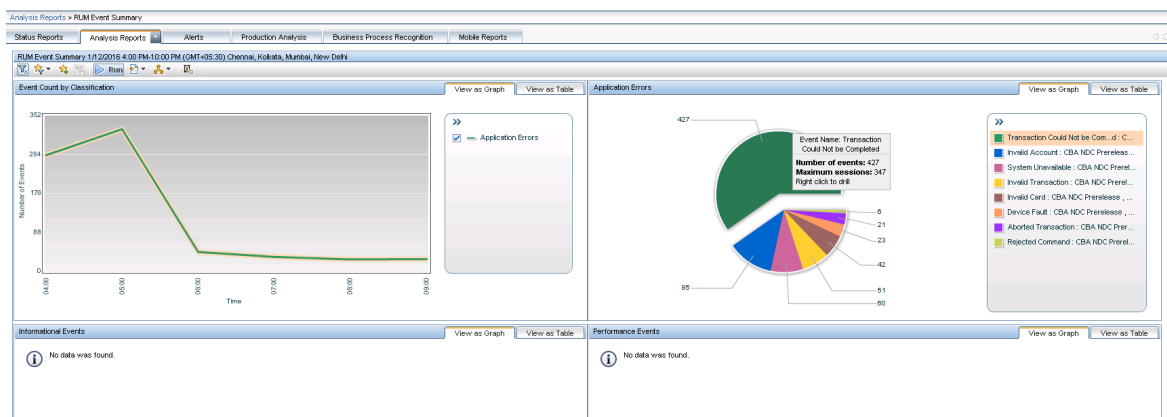 Analysis Reports > RUM Event Summary
Status Reports
Analysis Reports
Alerts
Production Analysis
Business Process Recognition
Mobile Reports
RUM Event Summary 1/12/2016 4:00 PM-10:00 PM (GMT+05:30) Chennai, Kolkata, Mumbai, New Delhi
Run
Event Count by Classification
View as Graph
View as Table
352
264
178
88
0
Number of Events
04:00
05:00
06:00
07:00
08:00
09:00
Time
Application Errors
Application Errors
View as Graph
View as Table
427
Event Name: Transaction
Could Not be Completed
Number of events: 427
Maximum sessions: 347
Right click to drill
6
21
23
42
51
60
85
Transaction Could Not be Com...d : C...
Invalid Account : CBA NDC Prereleas...
System Unavailable : CBA NDC Prerel...
Invalid Transaction : CBA NDC Prerel...
Invalid Card : CBA NDC Prerelease , ...
Device Fault : CBA NDC Prerelease , ...
Aborted Transaction : CBA NDC Prer...
Rejected Command : CBA NDC Prerel...
Informational Events
View as Graph
View as Table
No data was found.
Performance Events
View as Graph
View as Table
No data was found.